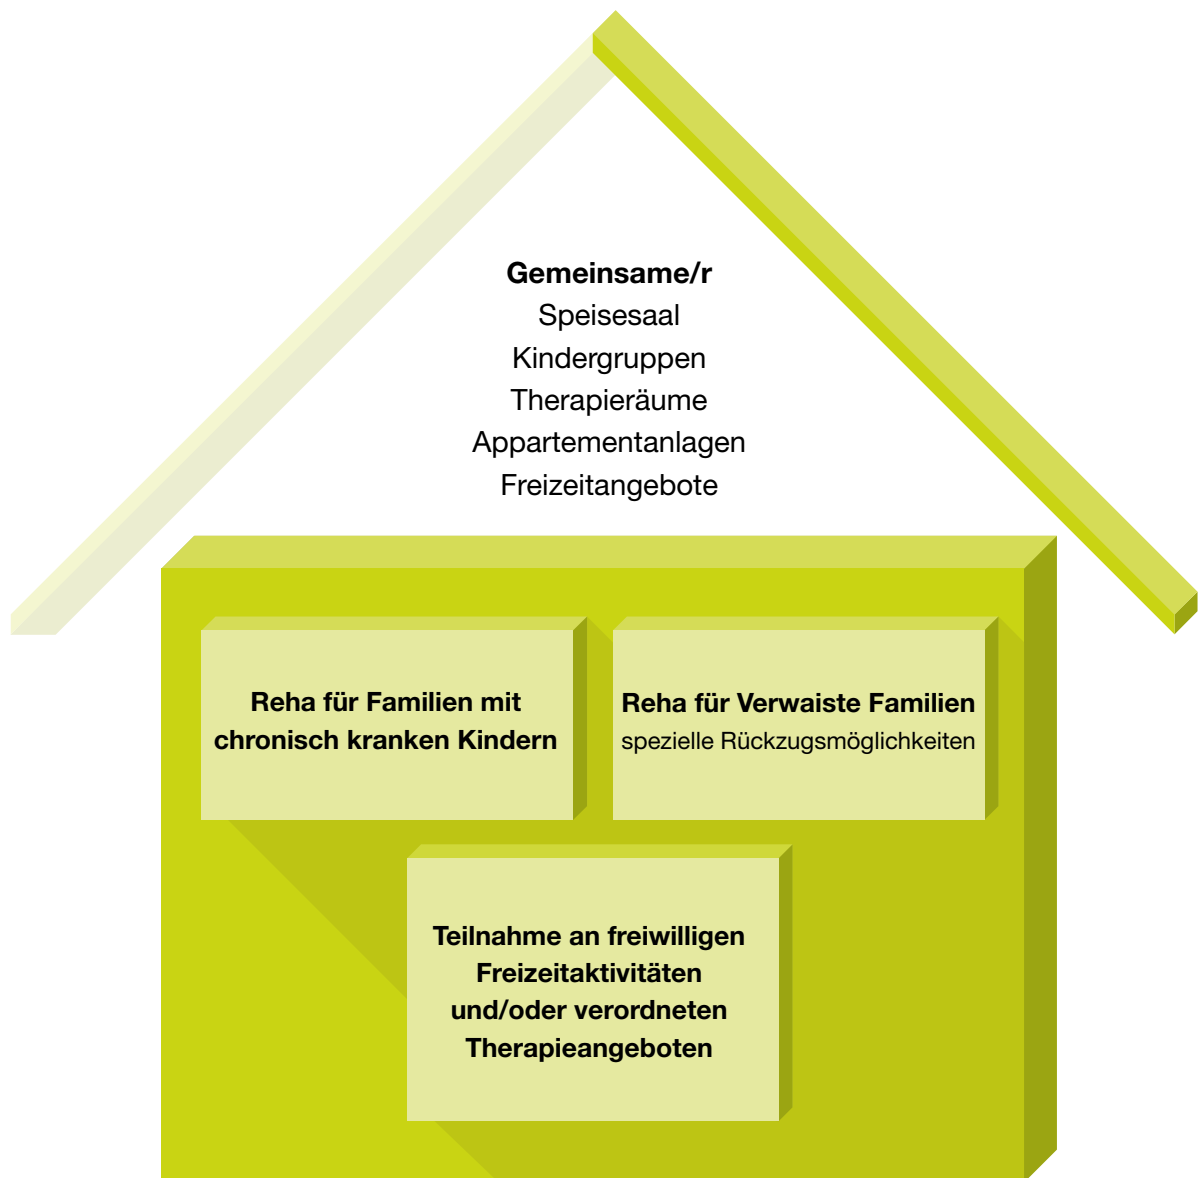 Gemeinsame/r
Speisesaal
Kindergruppen
Therapieräume
Appartementanlagen
Freizeitangebote
Reha für Familien mit
chronisch kranken Kindern
Reha für Verwaiste Familien
spezielle Rückzugsmöglichkeiten
Teilnahme an freiwilligen
Freizeitaktivitäten
und/oder verordneten
Therapieangeboten